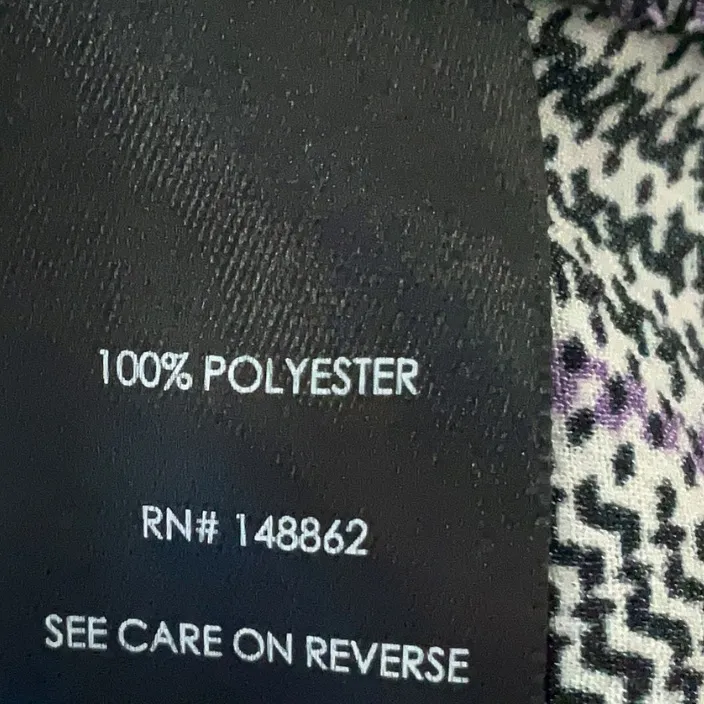 100% POLYESTER
RN# 148862
SEE CARE ON REVERSE